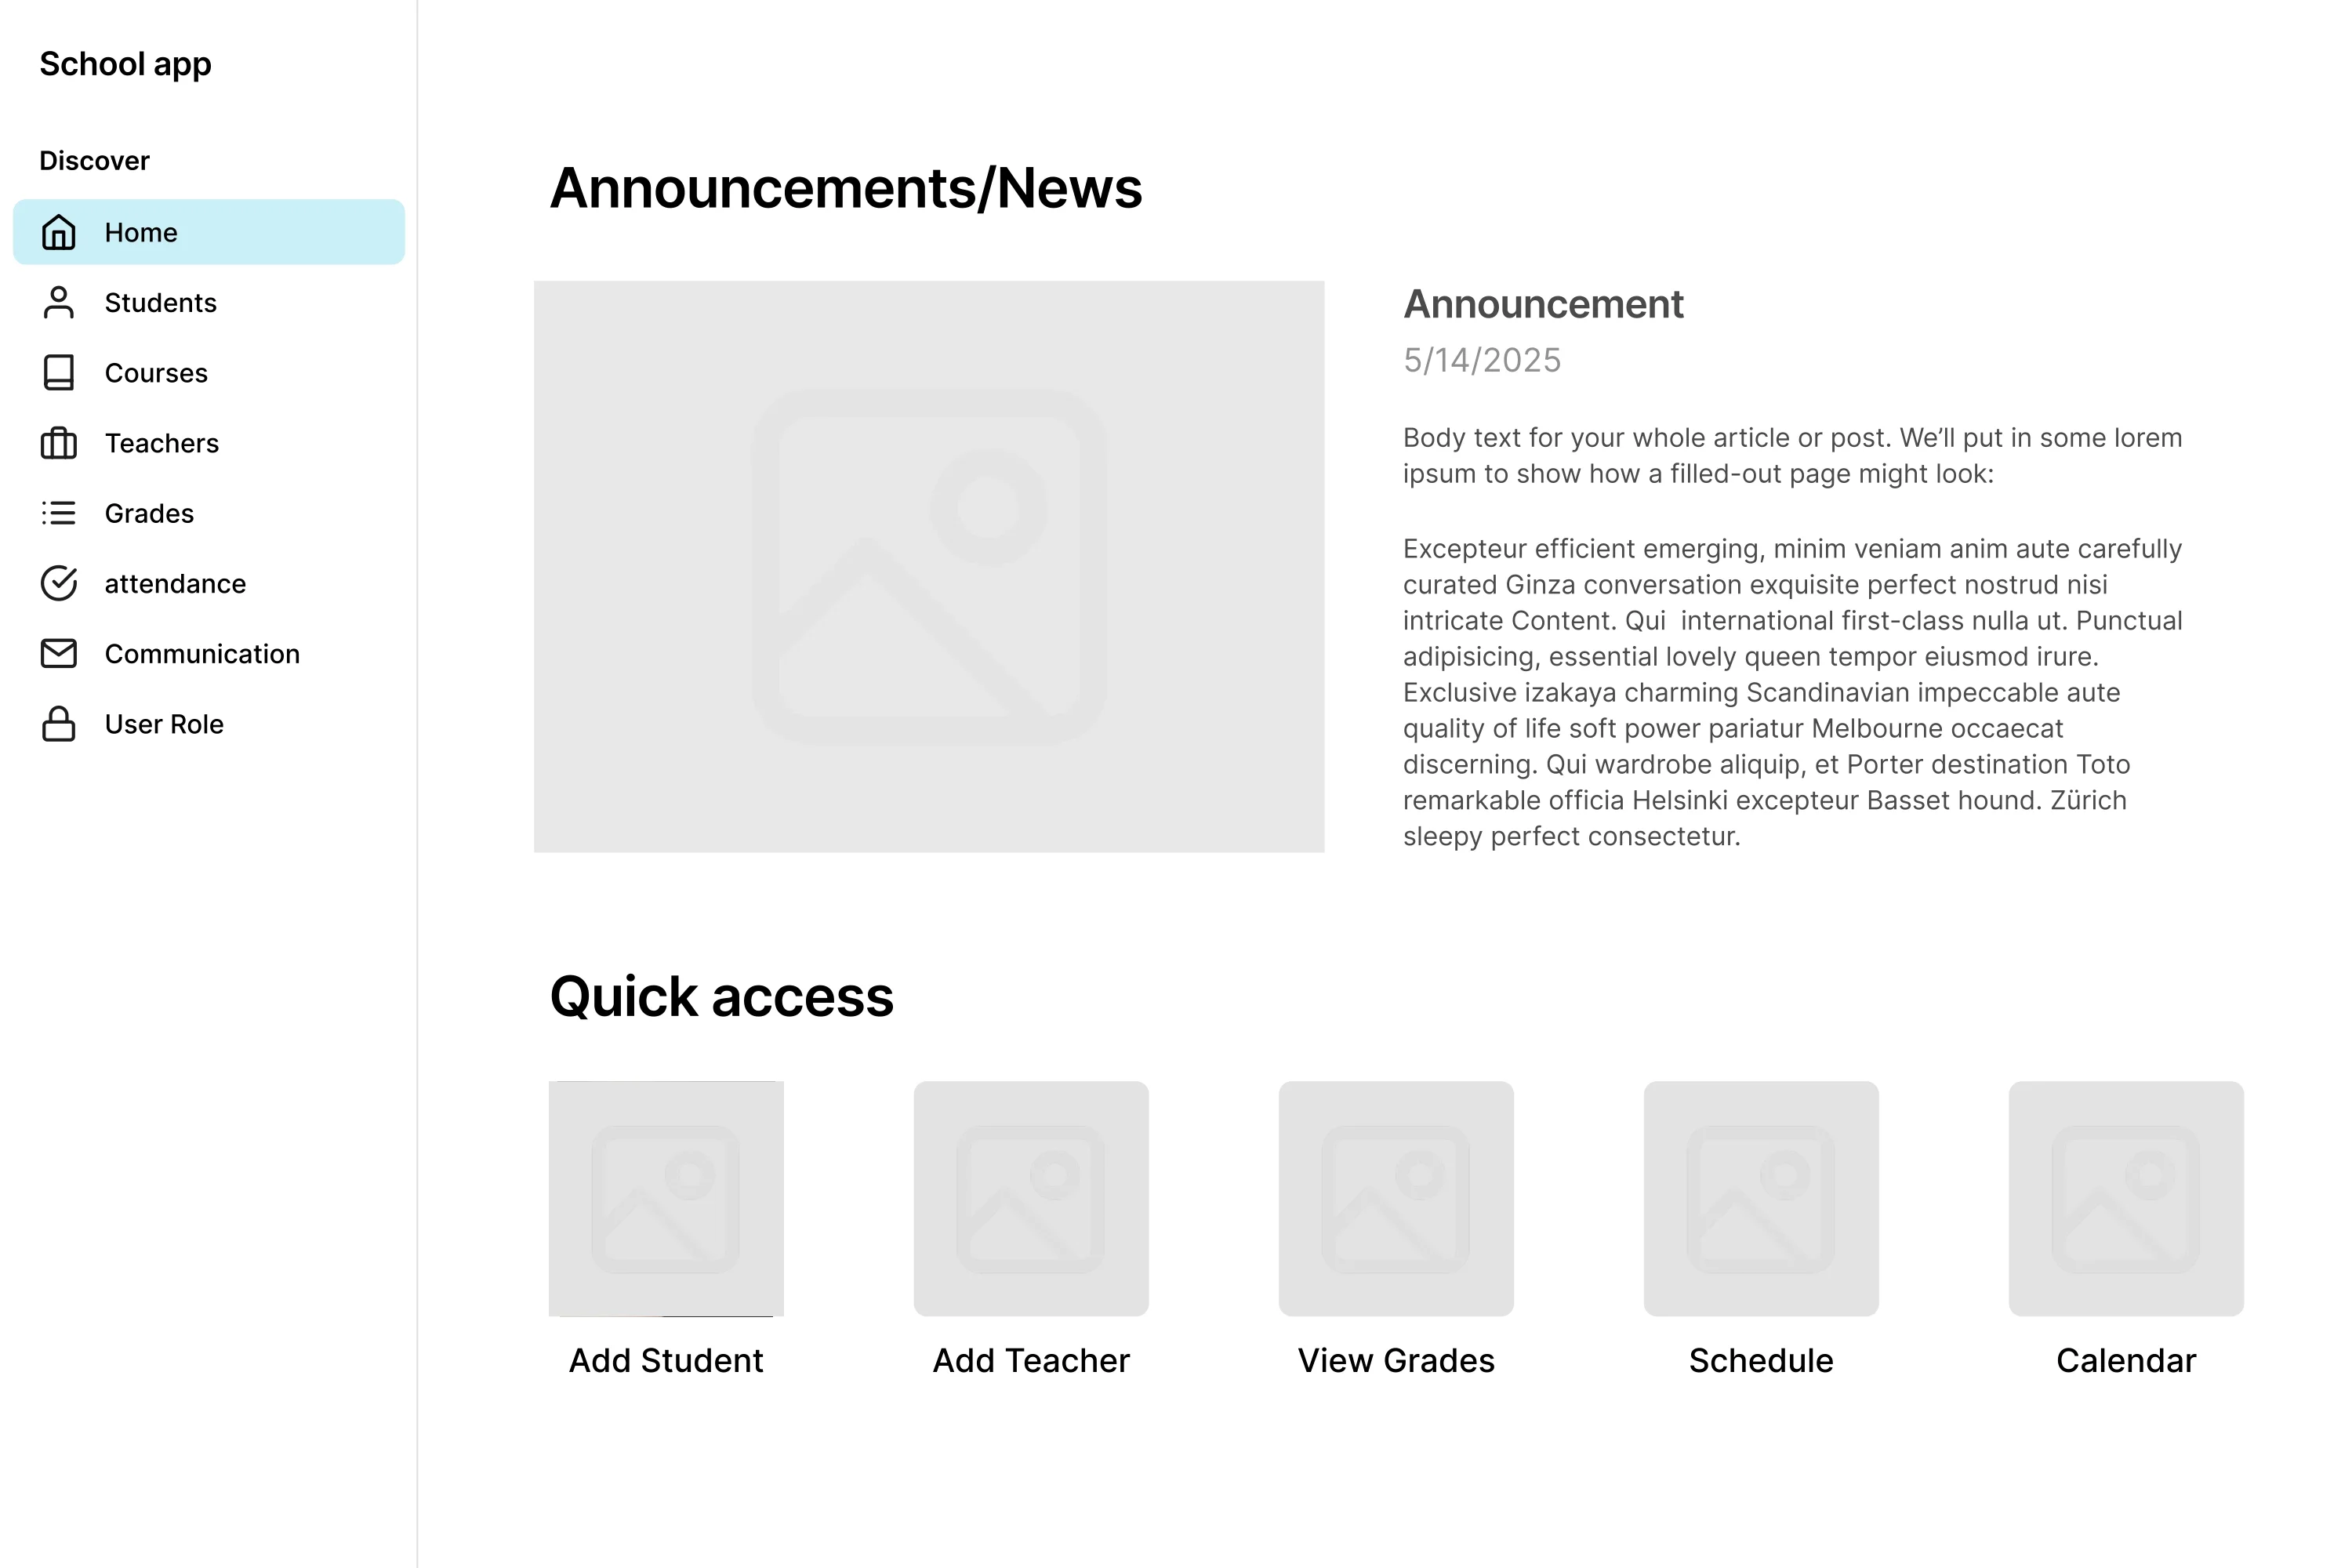 School app
Discover
Home
Students
Courses
Teachers
Grades
attendance
Communication
User Role
Announcements/News
Announcement
5/14/2025
Body text for your whole article or post. We’ll put in some lorem
ipsum to show how a filled-out page might look:
Excepteur efficient emerging, minim veniam anim aute carefully
curated Ginza conversation exquisite perfect nostrud nisi
intricate Content. Qui  international first-class nulla ut. Punctual
adipisicing, essential lovely queen tempor eiusmod irure.
Exclusive izakaya charming Scandinavian impeccable aute
quality of life soft power pariatur Melbourne occaecat
discerning. Qui wardrobe aliquip, et Porter destination Toto
remarkable officia Helsinki excepteur Basset hound. Zürich
sleepy perfect consectetur.
Quick access
Add Student
Add Teacher
View Grades
Schedule
Calendar